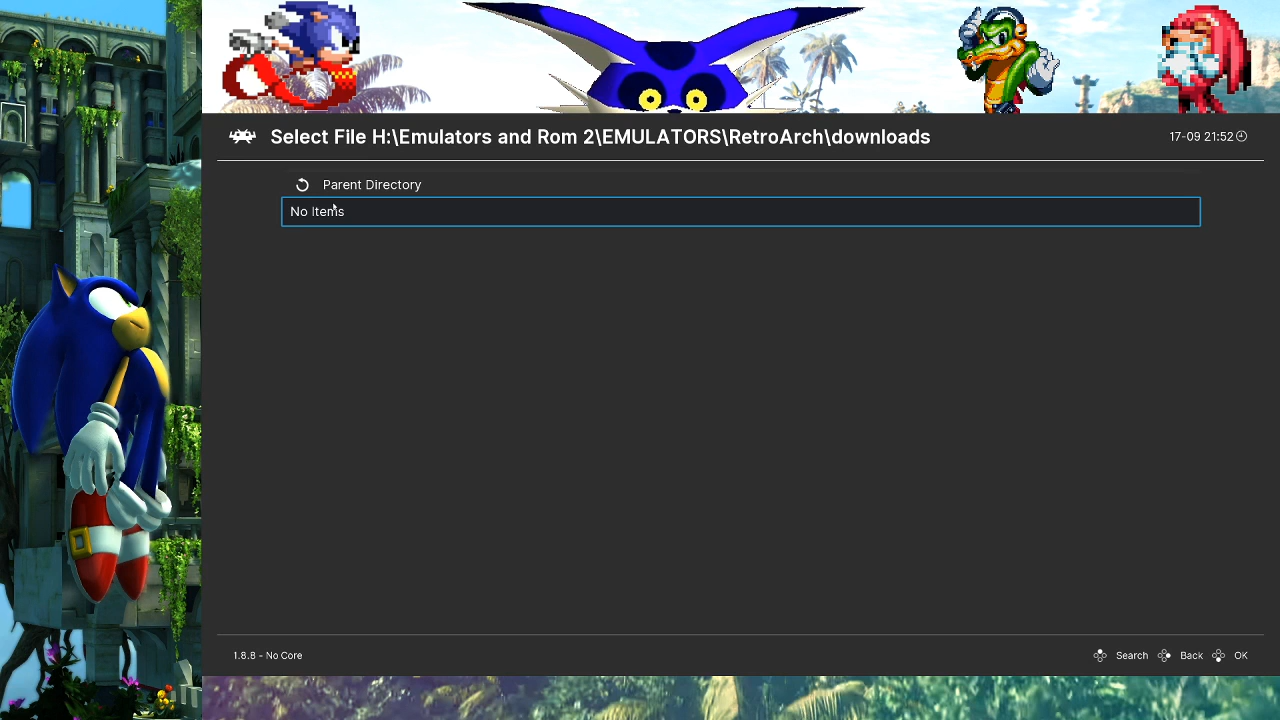 Select File H:\Emulators and Rom 2\EMULATORS\RetroArch\downloads
17-09 21:52
Parent Directory
No Items
1.8.8 - No Core
Search Back OK